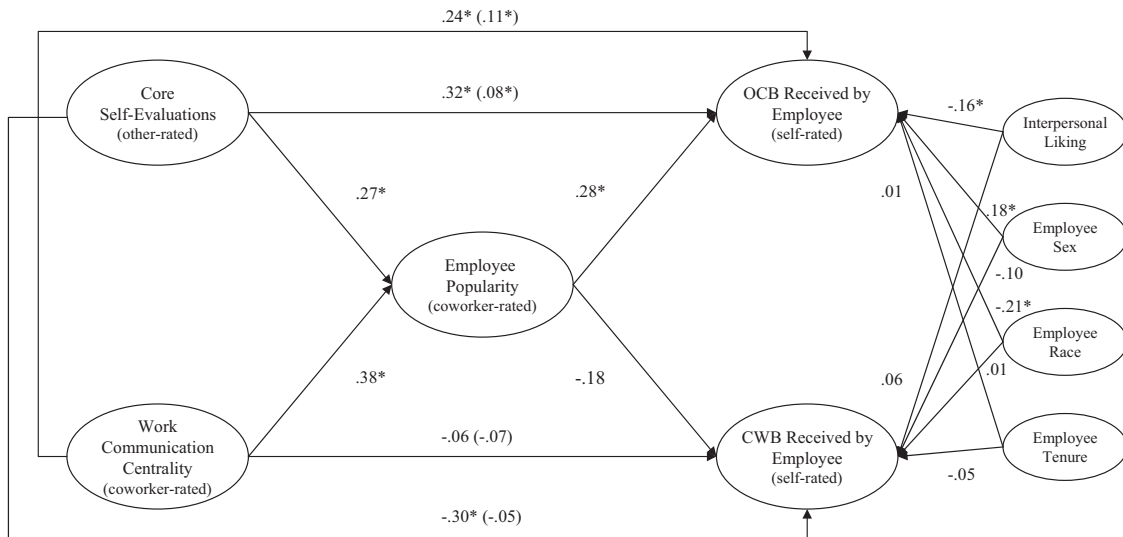 .24* (.11*)
Core
Self-Evaluations
(other-rated)
.32* (.08*)
OCB Received by
Employee
(self-rated)
-.16*
Interpersonal
Liking
.27*
.28*
.01
.18*
Employee
Sex
Employee
Popularity
(coworker-rated)
-.10
-.21*
Employee
Race
.38*
-.18
.06
.01
Work
Communication
Centrality
(coworker-rated)
-.06 (-.07)
CWB Received by
Employee
(self-rated)
-.05
Employee
Tenure
-.30* (-.05)